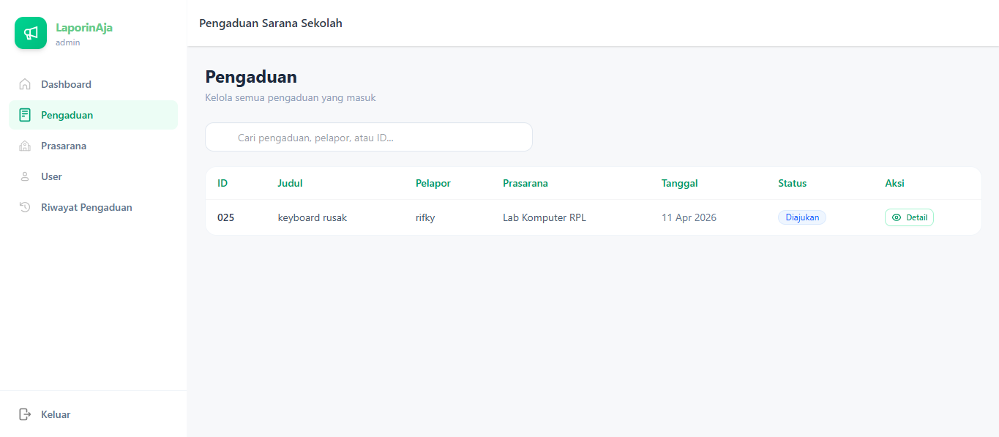 LaporinAja
admin
Dashboard
Pengaduan
Prasarana
User
Riwayat Pengaduan
Keluar
Pengaduan Sarana Sekolah
Pengaduan
Kelola semua pengaduan yang masuk
Cari pengaduan, pelapor, atau ID...
ID Judul Pelapor Prasarana Tanggal Status Aksi
025 keyboard rusak rifky Lab Komputer RPL 11 Apr 2026 Diajukan Detail